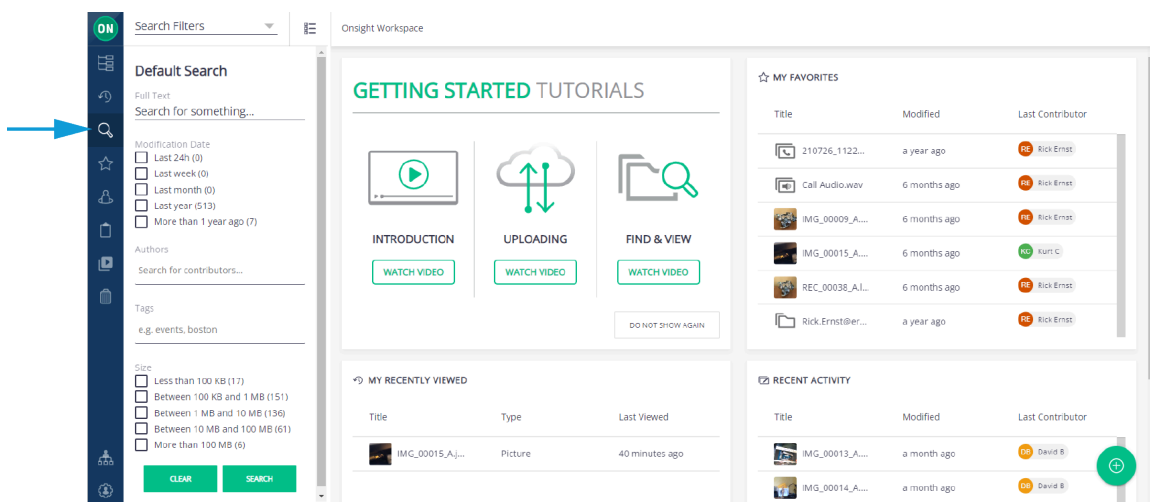 ON
Search Filters
Onsight Workspace
Default Search
Full Text
Search for something...
Modification Date
Last 24h (0)
Last week (0)
Last month (0)
Last year (513)
More than 1 year ago (7)
Authors
Search for contributors...
Tags
e.g. events, boston
Size
Less than 100 KB (17)
Between 100 KB and 1 MB (151)
Between 1 MB and 10 MB (136)
Between 10 MB and 100 MB (61)
More than 100 MB (6)
CLEAR SEARCH
GETTING STARTED TUTORIALS
INTRODUCTION UPLOADING FIND & VIEW
WATCH VIDEO WATCH VIDEO WATCH VIDEO
DO NOT SHOW AGAIN
MY FAVORITES
Title Modified Last Contributor
210726_1122... a year ago RE Rick Ernst
Call Audio.wav 6 months ago RE Rick Ernst
IMG_00009_A.... 6 months ago RE Rick Ernst
IMG_00015_A.... 6 months ago KC Kurt C
REC_00038_A.l... 6 months ago RE Rick Ernst
Rick.Ernst@er... a year ago RE Rick Ernst
MY RECENTLY VIEWED
Title Type Last Viewed
IMG_00015_A.j... Picture 40 minutes ago
RECENT ACTIVITY
Title Modified Last Contributor
IMG_00013_A.... a month ago DB David B
IMG_00014_A.... a month ago DB David B